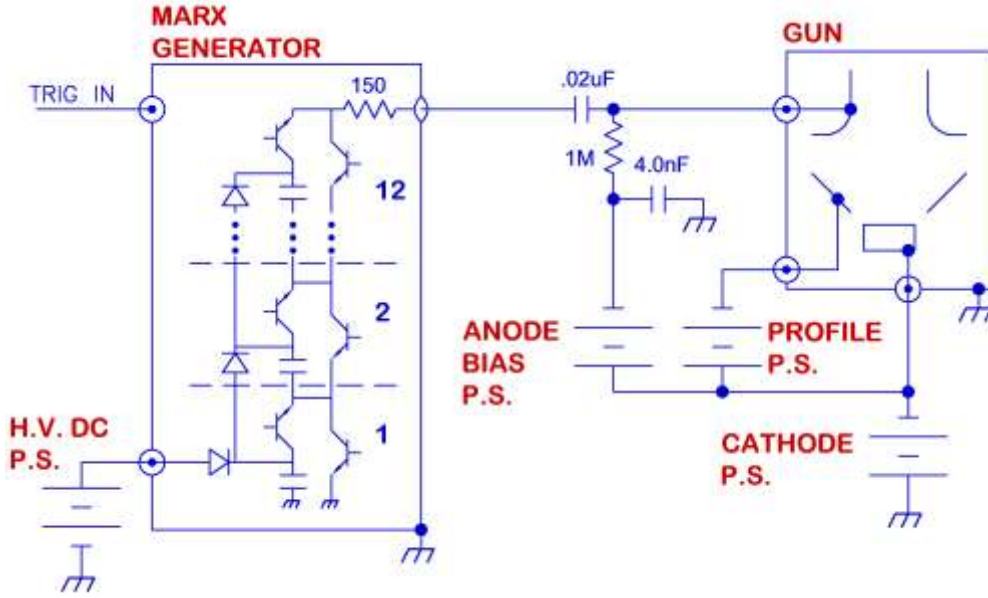 MARX
GENERATOR
GUN
TRIG IN
150
.02uF
1M
4.0nF
12
2
1
ANODE
BIAS
P.S.
PROFILE
P.S.
H.V. DC
P.S.
CATHODE
P.S.